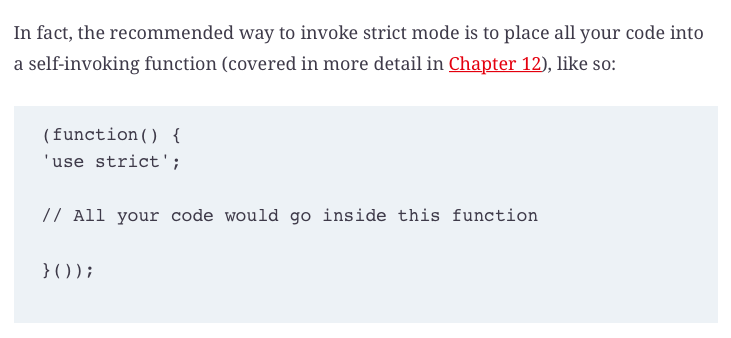 In fact, the recommended way to invoke strict mode is to place all your code into
a self-invoking function (covered in more detail in Chapter 12), like so:
(function() {
'use strict';
// All your code would go inside this function
}());